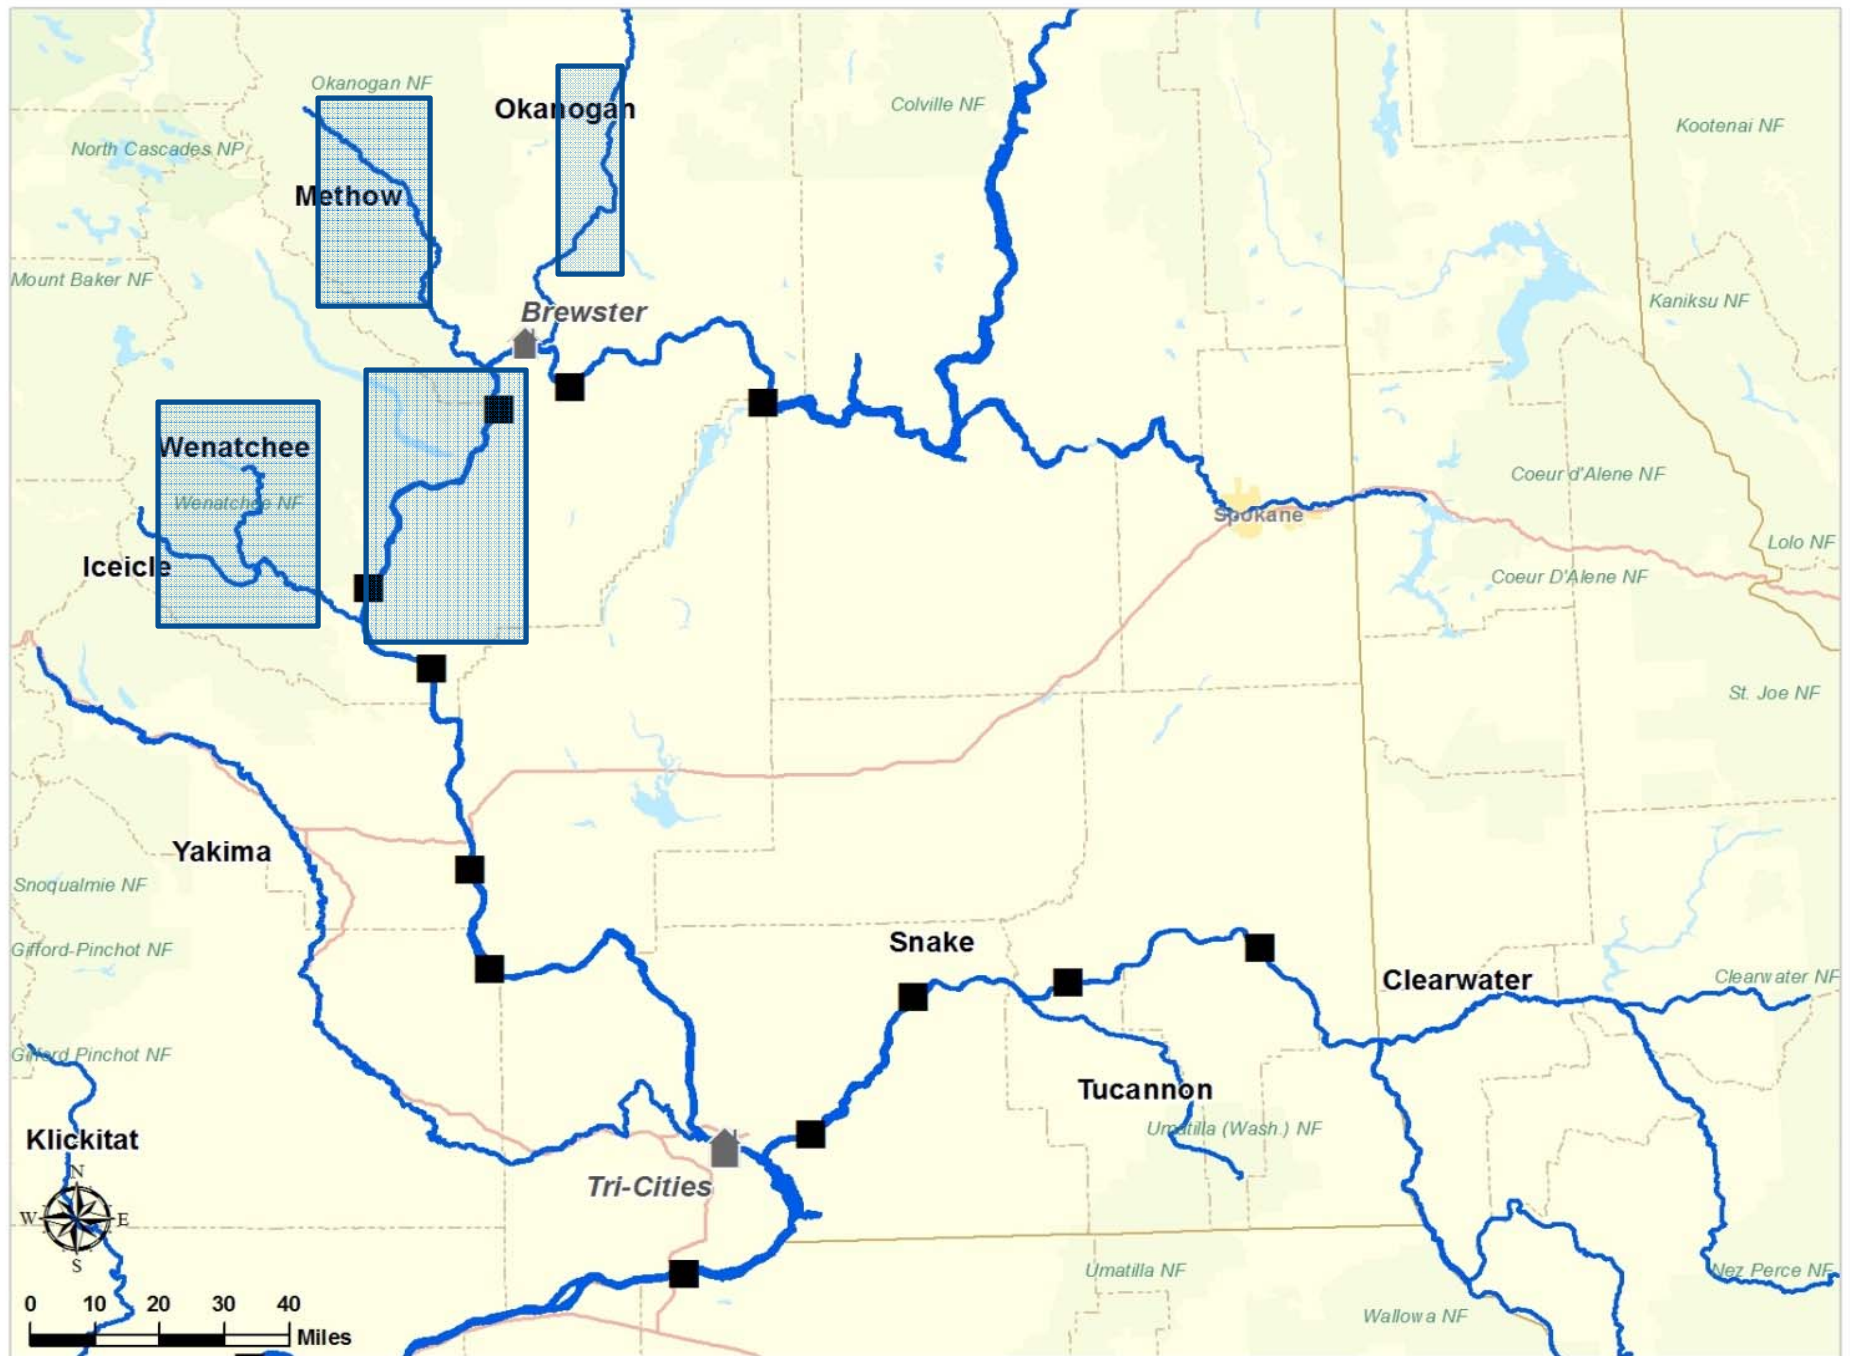 Okanogan NF
Okanogan
Colville NF
Kootenai NF
North Cascades NP
Methow
Mount Baker NF
Kaniksu NF
Brewster
Wenatchee
Wenatchee NF
Coeur d'Alene NF
Spokane
Lolo NF
Iceicle
Coeur D'Alene NF
St. Joe NF
Yakima
Snoqualmie NF
Snake
Gifford-Pinchot NF
Clearwater
Clearwater NF
Gifford Pinchot NF
Tucannon
Umatilla (Wash.) NF
Klickitat
N
Tri-Cities
W
E
S
Umatilla NF
Nez Perce NF
0 10 20 30 40
Wallowa NF
Miles